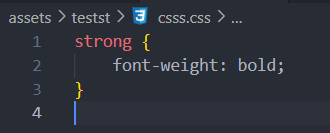 assets > testst > csss.css > ...
1 strong {
2     font-weight: bold;
3 }
4